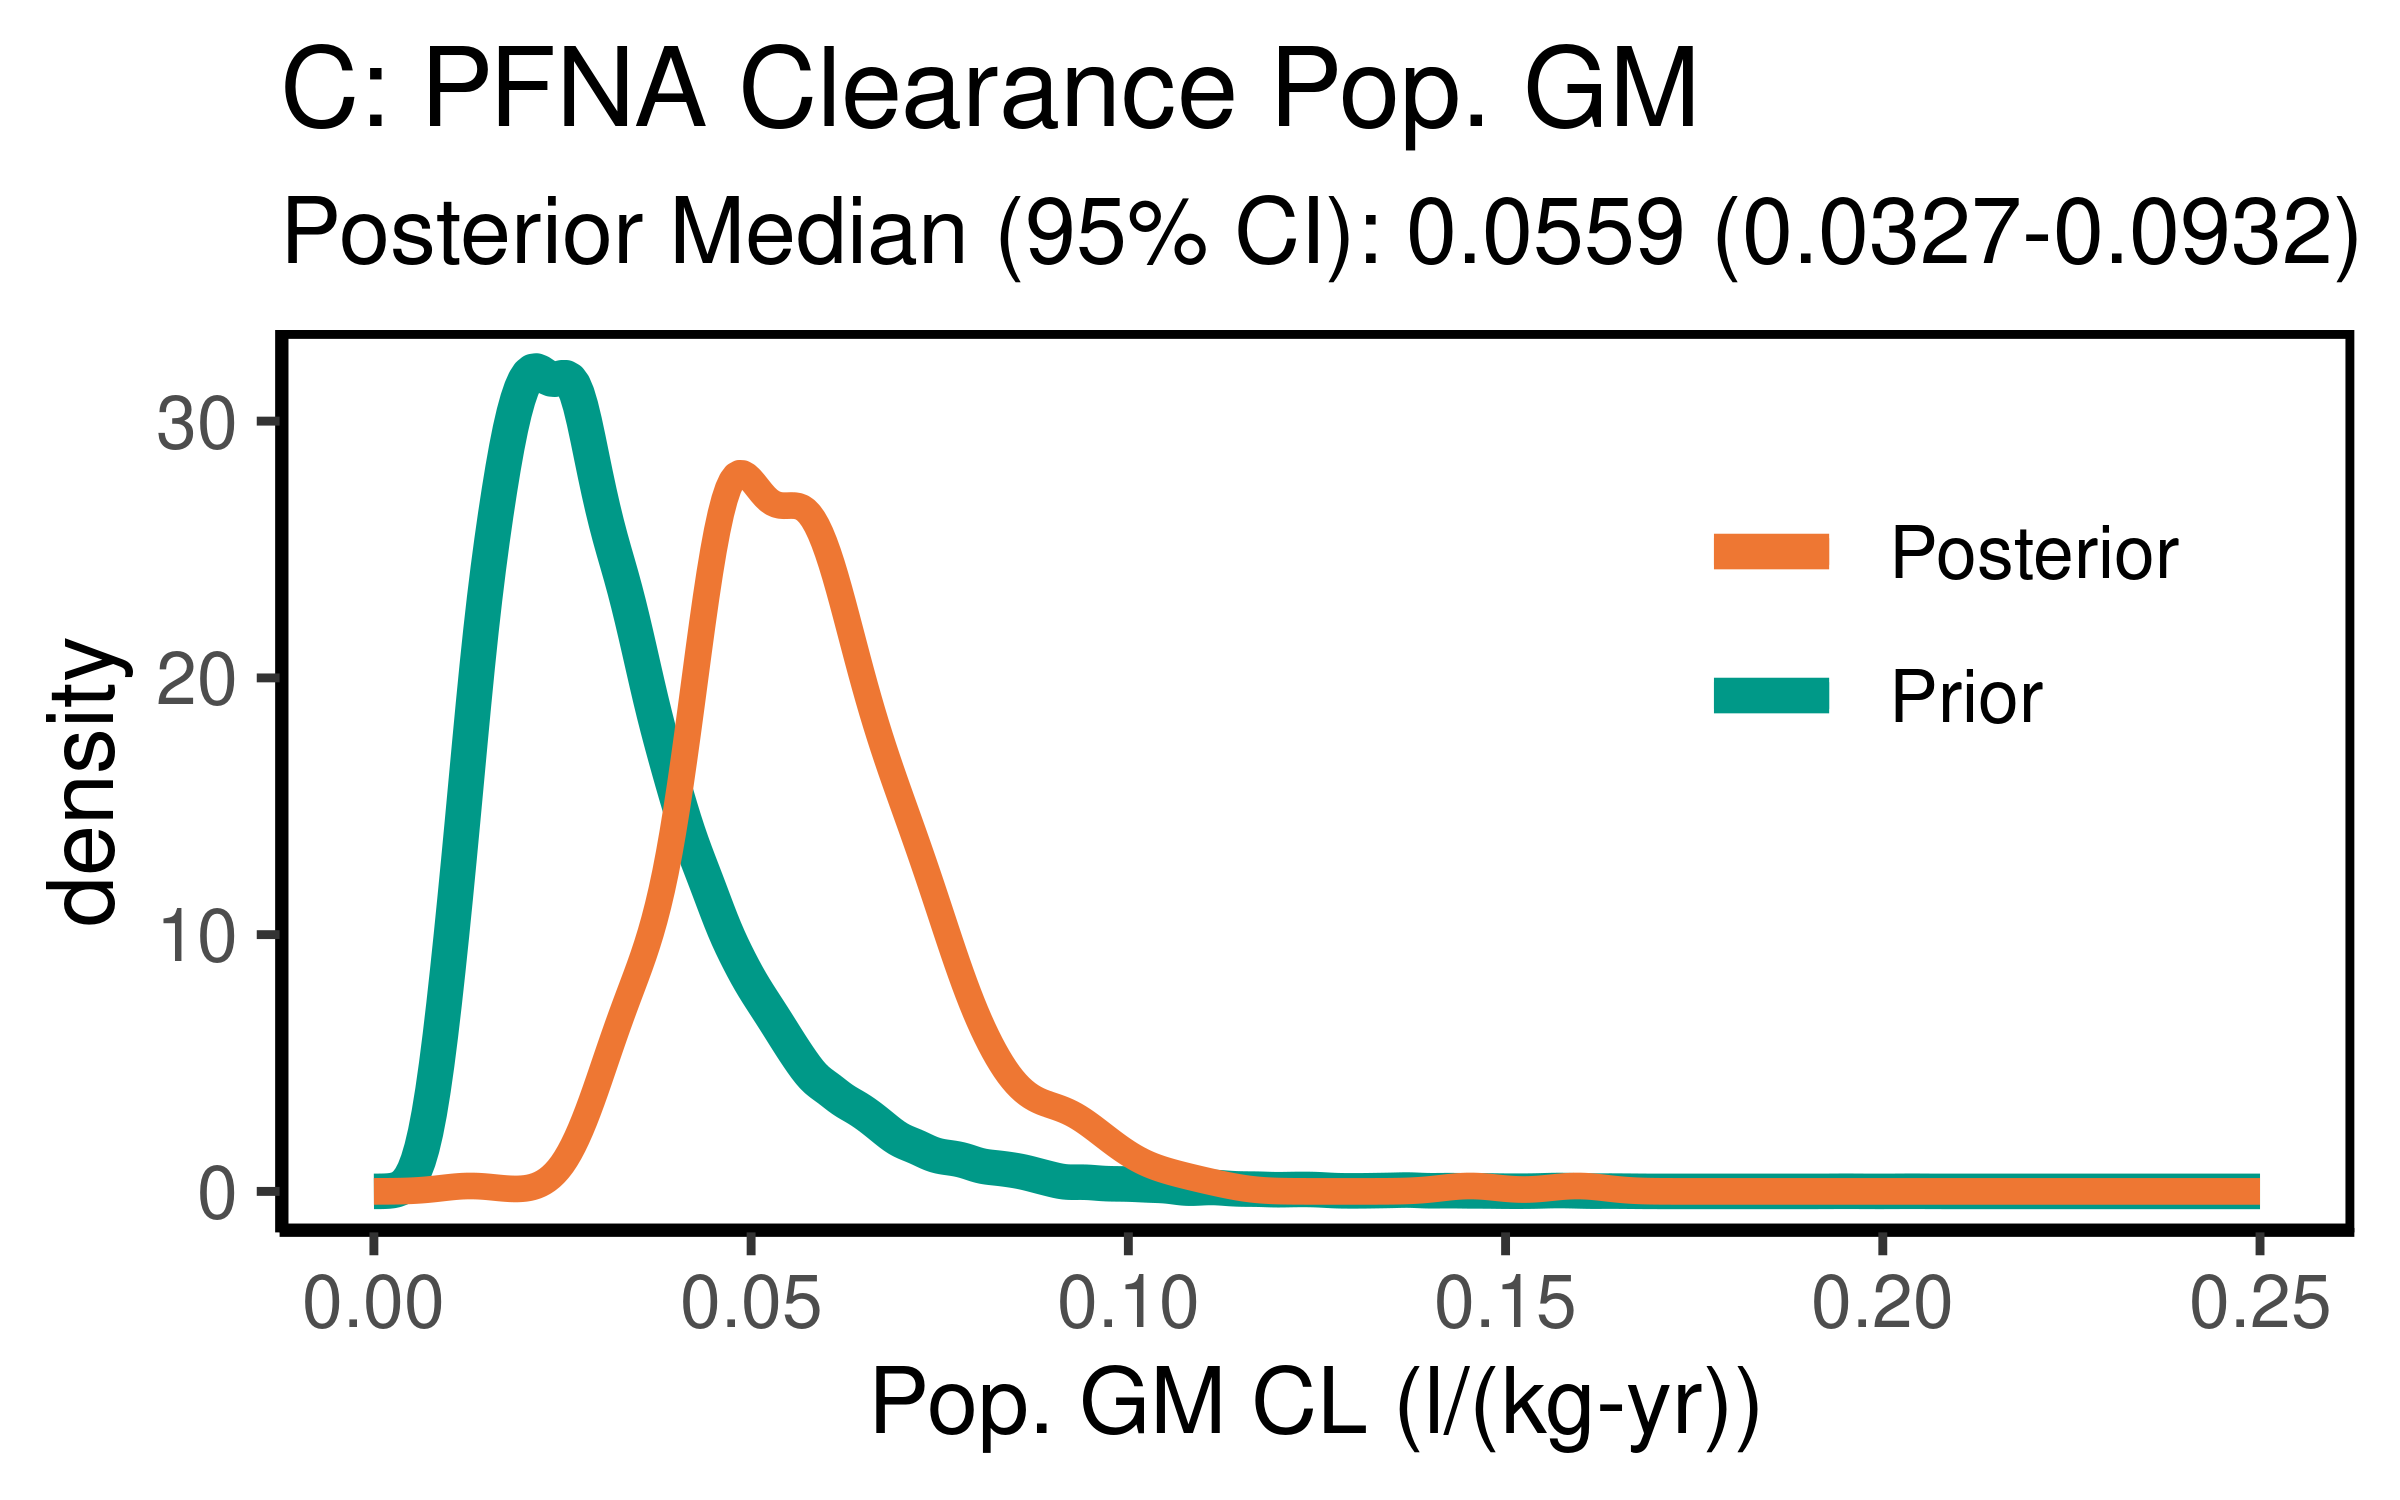 C: PFNA Clearance Pop. GM
Posterior Median (95% CI): 0.0559 (0.0327-0.0932)
density
30
20
10
0
Posterior
Prior
0.00 0.05 0.10 0.15 0.20 0.25
Pop. GM CL (l/(kg-yr))